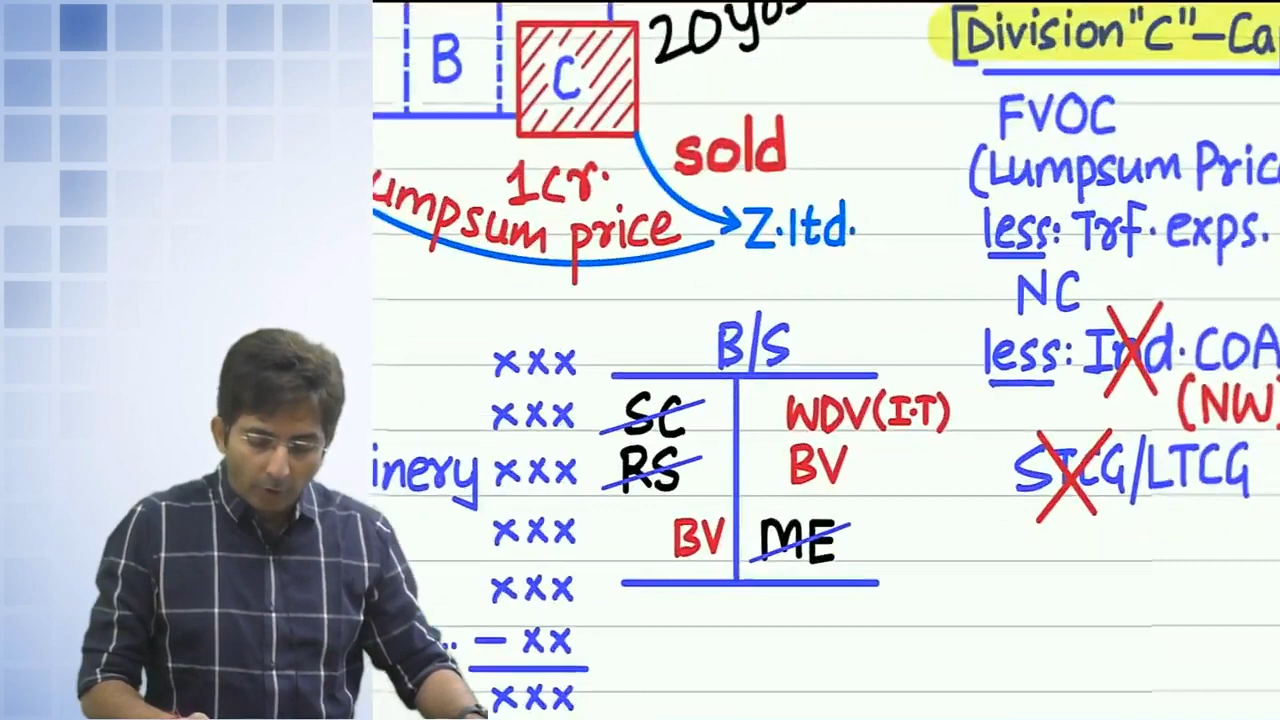 B
C
20yos
sold
1cr.
umpsum price
Z.ltd.
xxx
xxx
inery xxx
xxx
xxx
.. - xx
xxx
B/S
SC
WDV(I.T)
RS
BV
BV
ME
[Division"C"-Ca
FVOC
(Lumpsum Pric
less: Trf. exps.
NC
less: Ind. COA
(NW)
STCG/LTCG